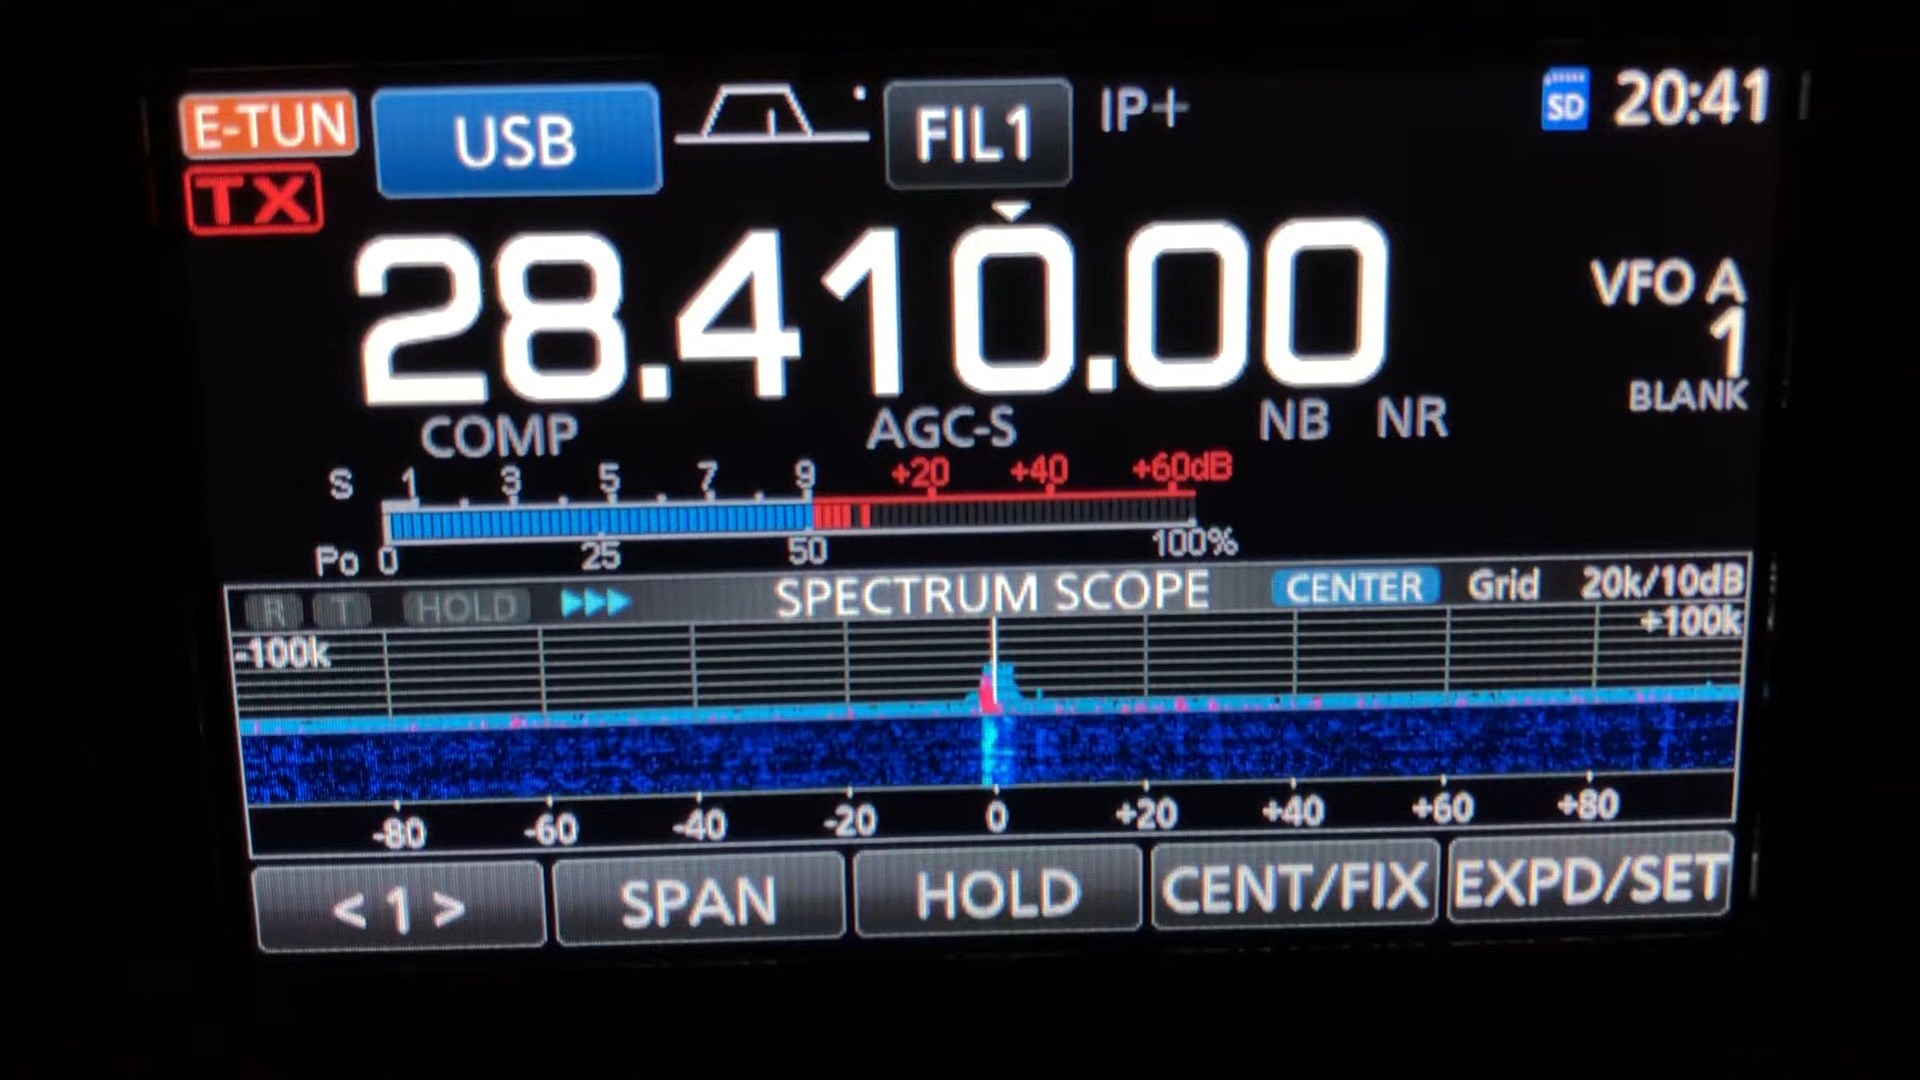 E-TUN USB FIL1 IP+ SD 20:41
TX
28.410.00
VFO A
1
BLANK
COMP AGC-S NB NR
S 1 3 5 7 9 +20 +40 +60dB
Po 0 25 50 100%
R T HOLD SPECTRUM SCOPE CENTER Grid 20k/10dB
-100k +100k
-80 -60 -40 -20 0 +20 +40 +60 +80
< 1 > SPAN HOLD CENT/FIX EXPD/SET